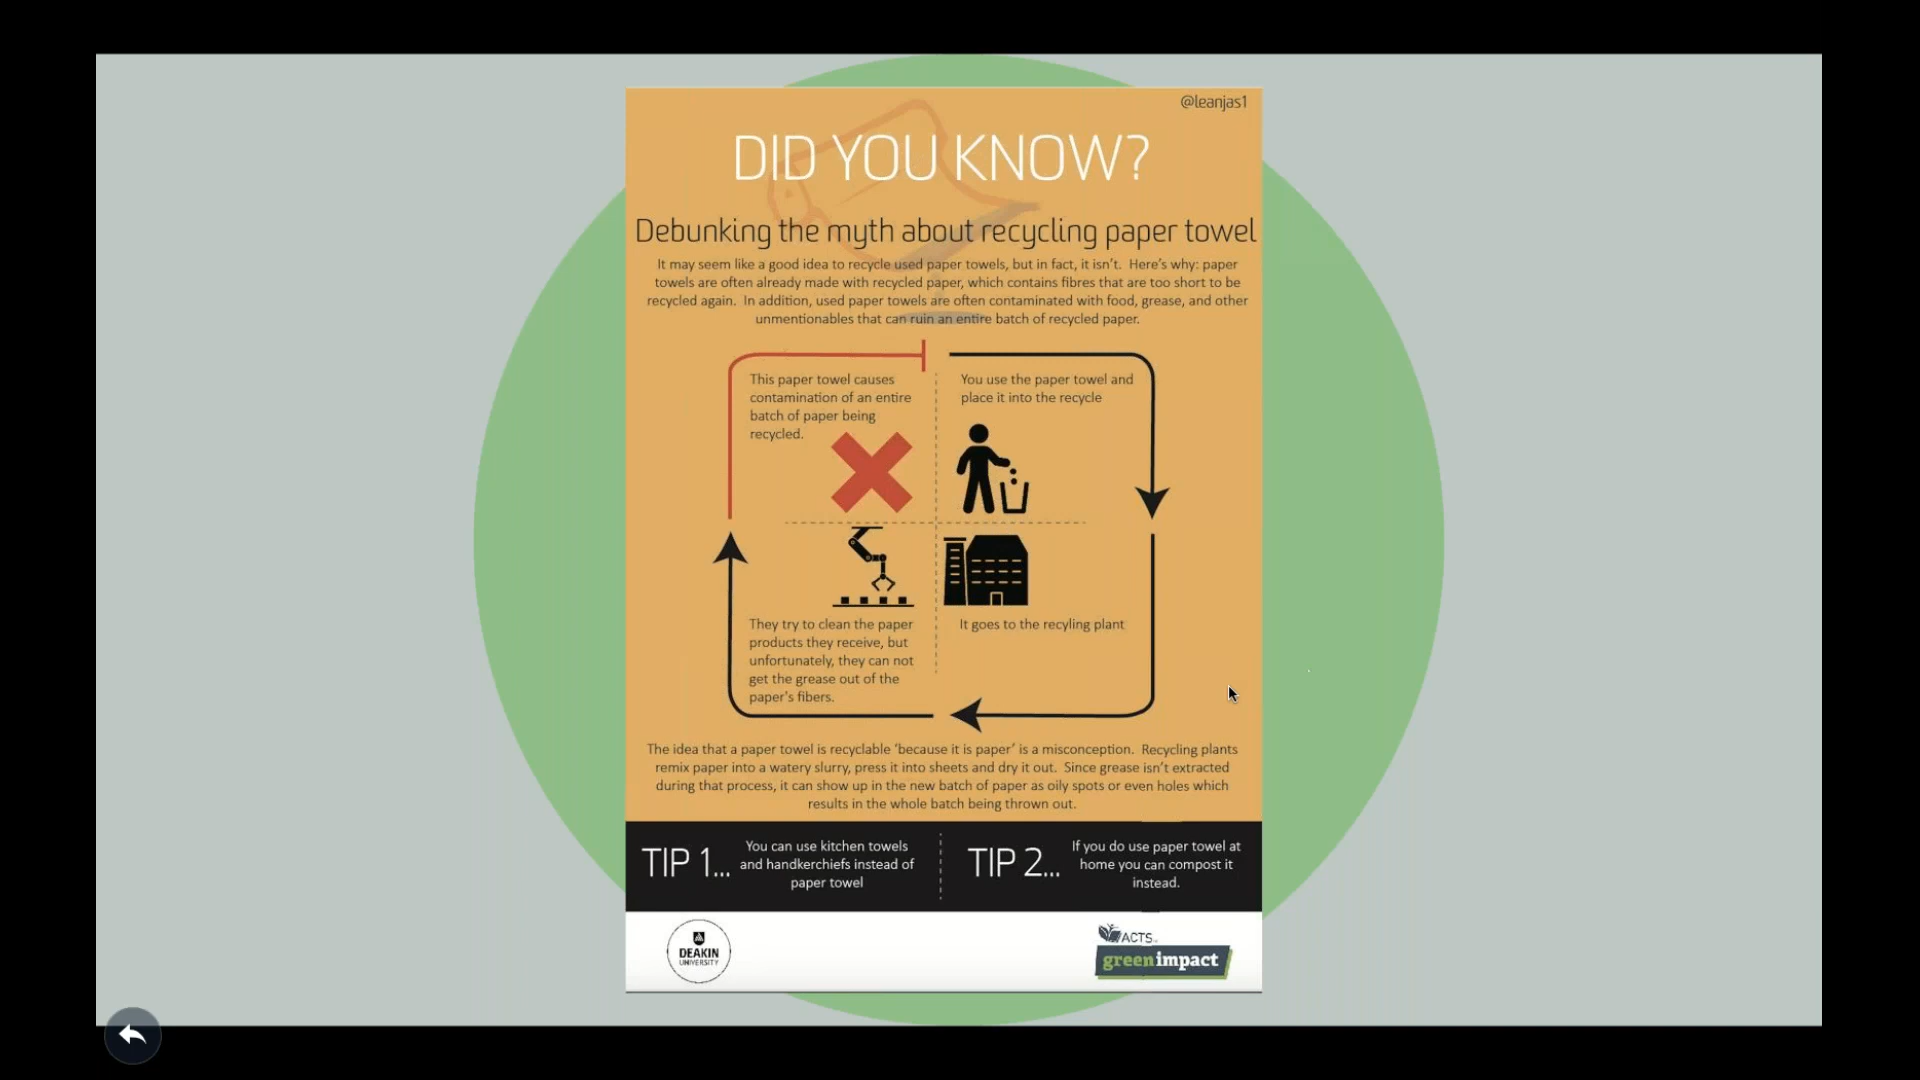 @leanjas1
DID YOU KNOW?
Debunking the myth about recycling paper towel
It may seem like a good idea to recycle used paper towels, but in fact, it isn't. Here's why: paper
towels are often already made with recycled paper, which contains fibres that are too short to be
recycled again. In addition, used paper towels are often contaminated with food, grease, and other
unmentionables that can ruin an entire batch of recycled paper.
This paper towel causes
contamination of an entire
batch of paper being
recycled.
You use the paper towel and
place it into the recycle
They try to clean the paper
products they receive, but
unfortunately, they can not
get the grease out of the
paper's fibers.
It goes to the recyling plant
The idea that a paper towel is recyclable 'because it is paper' is a misconception. Recycling plants
remix paper into a watery slurry, press it into sheets and dry it out. Since grease isn't extracted
during that process, it can show up in the new batch of paper as oily spots or even holes which
results in the whole batch being thrown out.
TIP 1...
You can use kitchen towels
and handkerchiefs instead of
paper towel
TIP 2...
If you do use paper towel at
home you can compost it
instead.
DEAKIN
UNIVERSITY
ACTS
greenimpact